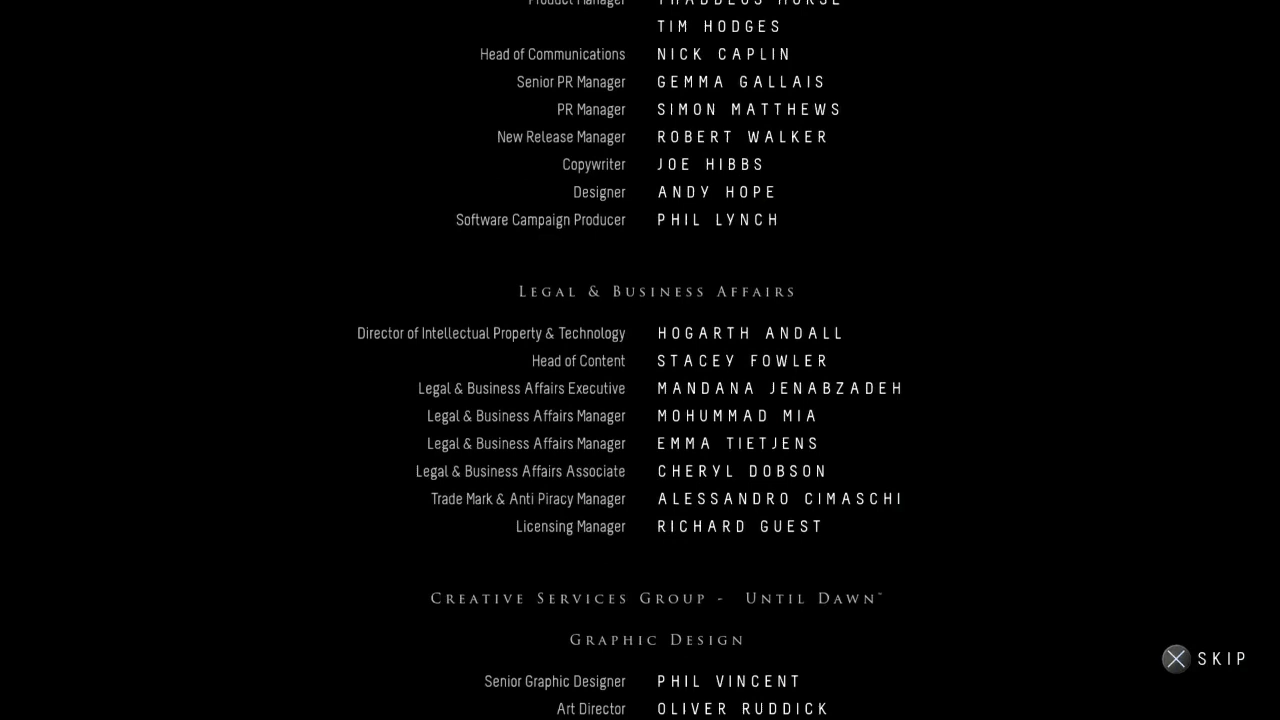 Product Manager
TIM HODGES
Head of Communications NICK CAPLIN
Senior PR Manager GEMMA GALLAIS
PR Manager SIMON MATTHEWS
New Release Manager ROBERT WALKER
Copywriter JOE HIBBS
Designer ANDY HOPE
Software Campaign Producer PHIL LYNCH
LEGAL & BUSINESS AFFAIRS
Director of Intellectual Property & Technology HOGARTH ANDALL
Head of Content STACEY FOWLER
Legal & Business Affairs Executive MANDANA JENABZADEH
Legal & Business Affairs Manager MOHUMMAD MIA
Legal & Business Affairs Manager EMMA TIETJENS
Legal & Business Affairs Associate CHERYL DOBSON
Trade Mark & Anti Piracy Manager ALESSANDRO CIMASCHI
Licensing Manager RICHARD GUEST
CREATIVE SERVICES GROUP - UNTIL DAWN™
GRAPHIC DESIGN
SKIP
Senior Graphic Designer PHIL VINCENT
Art Director OLIVER RUDDICK